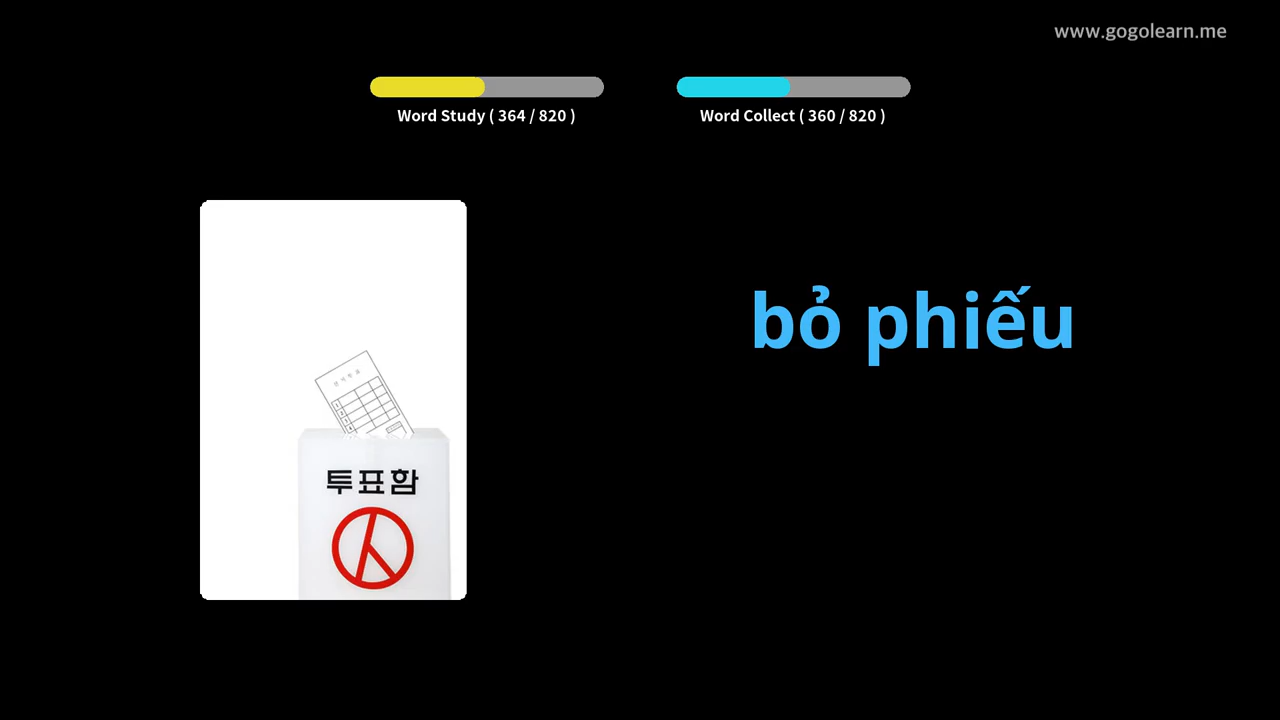 www.gogolearn.me
Word Study ( 364 / 820 )
Word Collect ( 360 / 820 )
bỏ phiếu
투표함